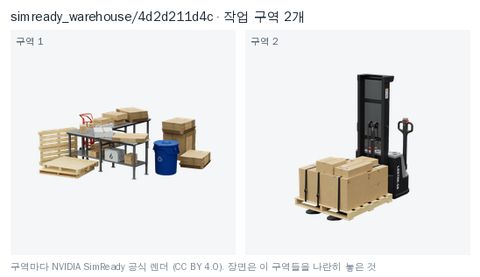 simready_warehouse/4d2d211d4c · 작업 구역 2개
구역 1
구역 2
구역마다 NVIDIA SimReady 공식 렌더 (CC BY 4.0). 장면은 이 구역들을 나란히 놓은 것